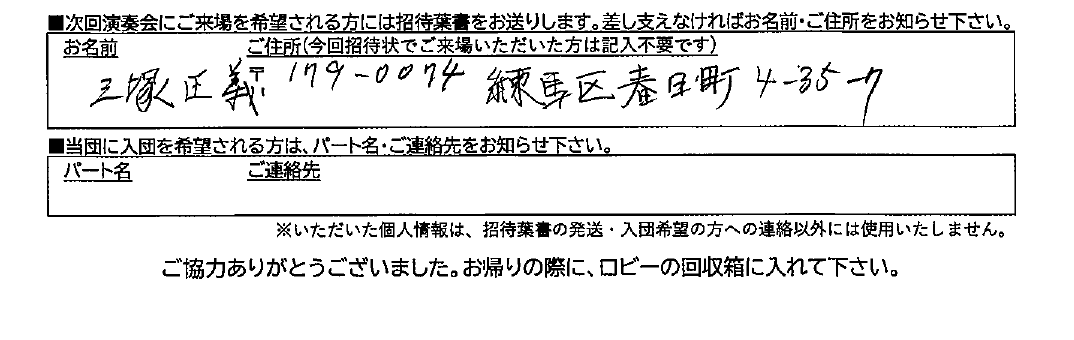 ■次回演奏会にご来場を希望される方には招待葉書をお送りします。差し支えなければお名前・ご住所をお知らせ下さい。
お名前 ご住所(今回招待状でご来場いただいた方は記入不要です)
三塚正義 〒179-0074 練馬区春日町4-35-7
■当団に入団を希望される方は、パート名・ご連絡先をお知らせ下さい。
パート名 ご連絡先
※いただいた個人情報は、招待葉書の発送・入団希望の方への連絡以外には使用いたしません。
ご協力ありがとうございました。お帰りの際に、ロビーの回収箱に入れて下さい。